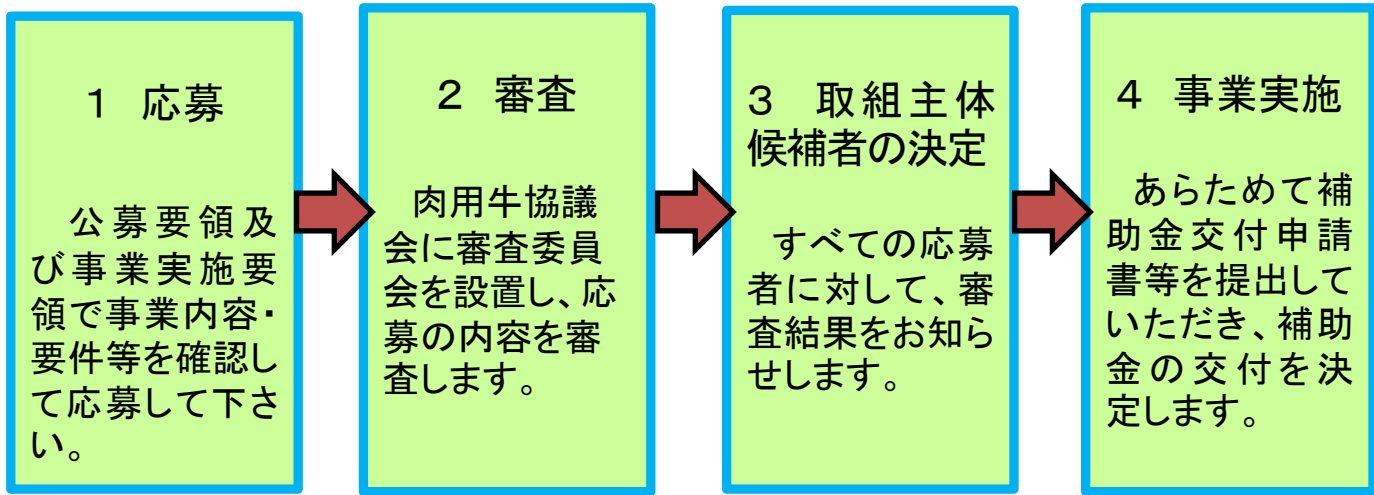 1 応募
公募要領及
び事業実施要
領で事業内容・
要件等を確認し
て応募して下さ
い。
2 審査
肉用牛協議
会に審査委員
会を設置し、応
募の内容を審
査します。
3 取組主体
候補者の決定
すべての応募
者に対して、審
査結果をお知ら
せします。
4 事業実施
あらためて補
助金交付申請
書等を提出して
いただき、補助
金の交付を決
定します。